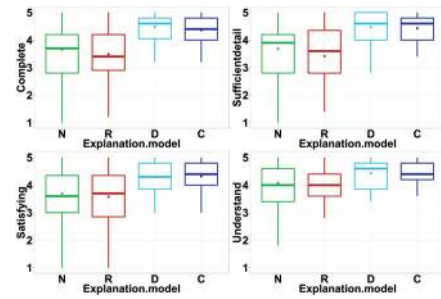 Complete
5
4
3
2
1
N R D C
Explanation.model
Sufficientdetail
5
4
3
2
1
N R D C
Explanation.model
Satisfying
5
4
3
2
1
N R D C
Explanation.model
Understand
5
4
3
2
1
N R D C
Explanation.model